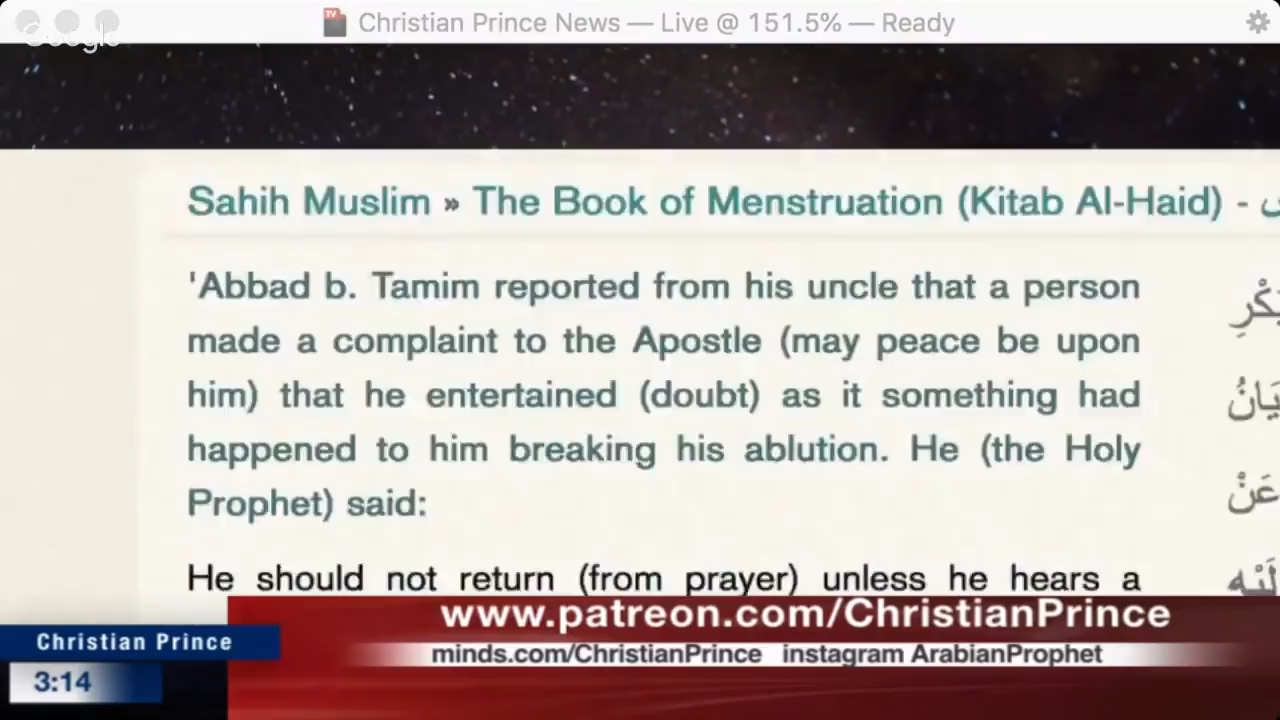 Christian Prince News — Live @ 151.5% — Ready
Google
Sahih Muslim » The Book of Menstruation (Kitab Al-Haid) -
'Abbad b. Tamim reported from his uncle that a person
made a complaint to the Apostle (may peace be upon
him) that he entertained (doubt) as it something had
happened to him breaking his ablution. He (the Holy
Prophet) said:
He should not return (from prayer) unless he hears a
عَنْ
www.patreon.com/ChristianPrince
minds.com/ChristianPrince instagram ArabianProphet
Christian Prince
3:14